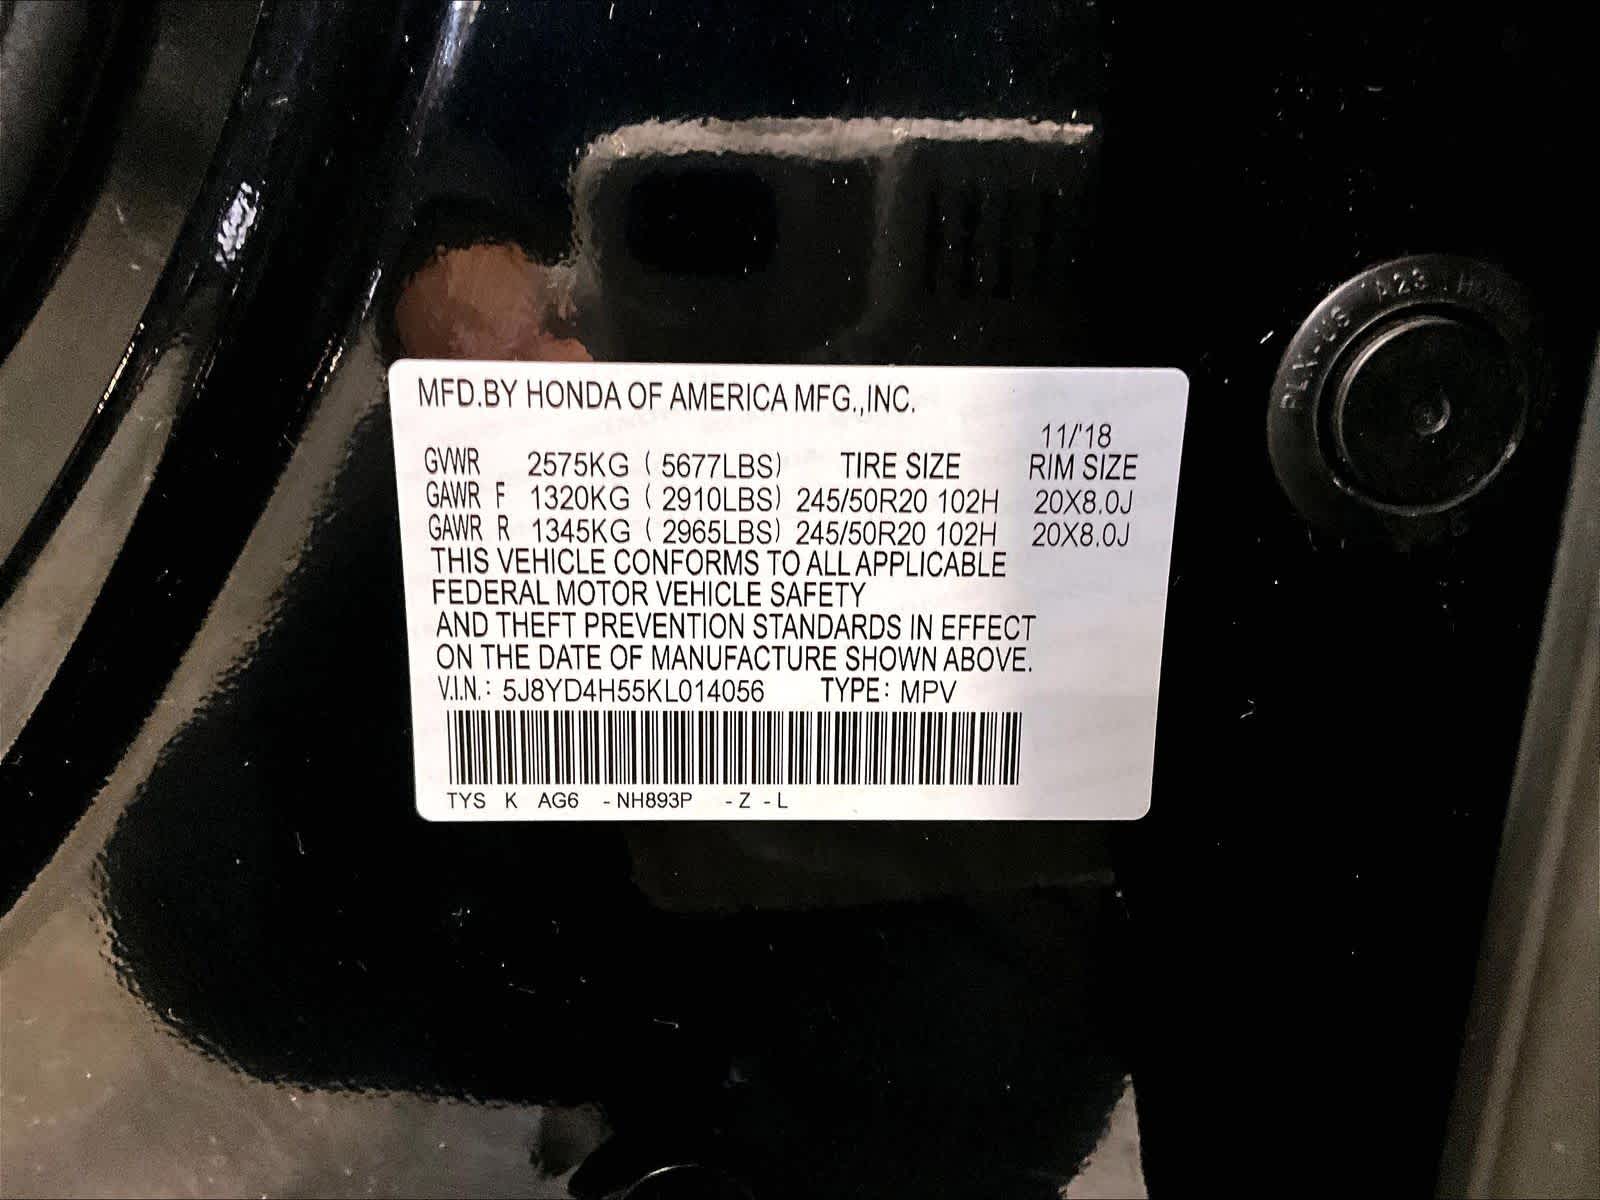 MFD.BY HONDA OF AMERICA MFG.,INC.
11/'18
GVWR 2575KG ( 5677LBS) TIRE SIZE RIM SIZE
GAWR F 1320KG ( 2910LBS) 245/50R20 102H 20X8.0J
GAWR R 1345KG ( 2965LBS) 245/50R20 102H 20X8.0J
THIS VEHICLE CONFORMS TO ALL APPLICABLE
FEDERAL MOTOR VEHICLE SAFETY
AND THEFT PREVENTION STANDARDS IN EFFECT
ON THE DATE OF MANUFACTURE SHOWN ABOVE.
V.I.N.: 5J8YD4H55KL014056 TYPE: MPV
TYS K AG6 -NH893P -Z -L